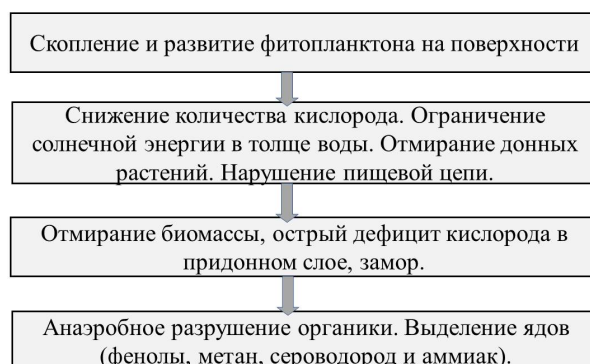 Скопление и развитие фитопланктона на поверхности
Снижение количества кислорода. Ограничение
солнечной энергии в толще воды. Отмирание донных
растений. Нарушение пищевой цепи.
Отмирание биомассы, острый дефицит кислорода в
придонном слое, замор.
Анаэробное разрушение органики. Выделение ядов
(фенолы, метан, сероводород и аммиак).